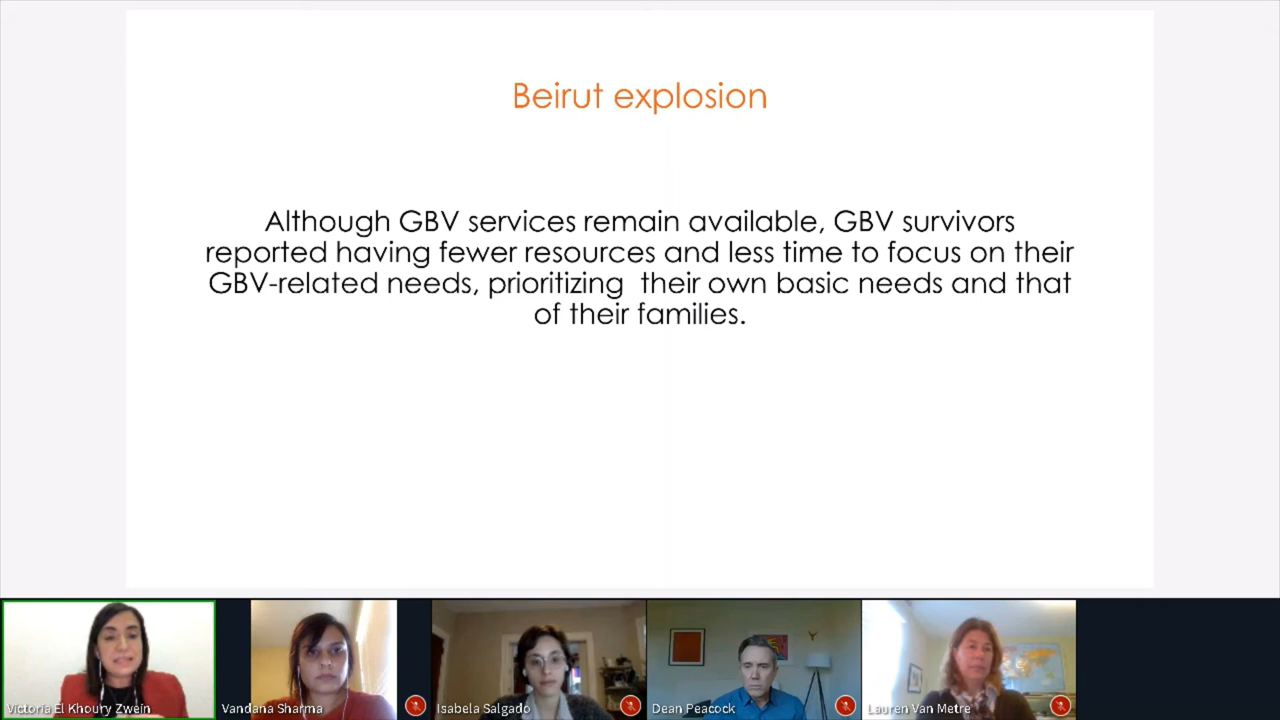 Beirut explosion
Although GBV services remain available, GBV survivors
reported having fewer resources and less time to focus on their
GBV-related needs, prioritizing  their own basic needs and that
of their families.
Victoria El Khoury Zwein
Vandana Sharma
Isabela Salgado
Dean Peacock
Lauren Van Metre